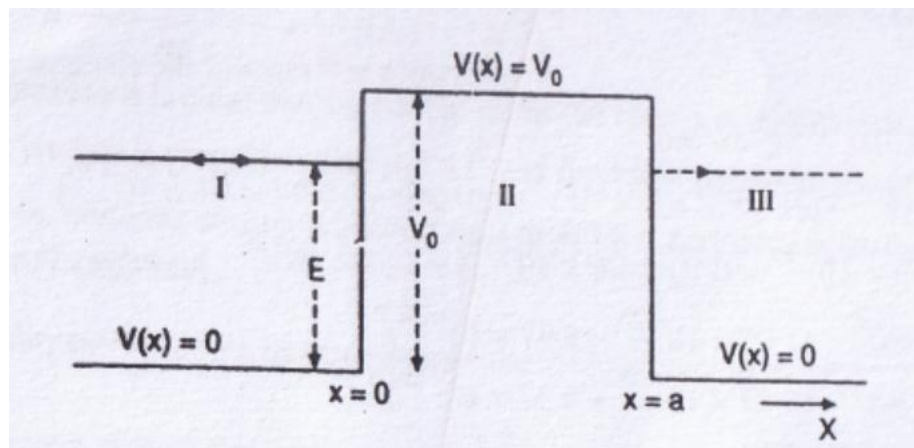 V(x) = V₀
I
II
III
E
V₀
V(x) = 0
V(x) = 0
x = 0
x = a
X